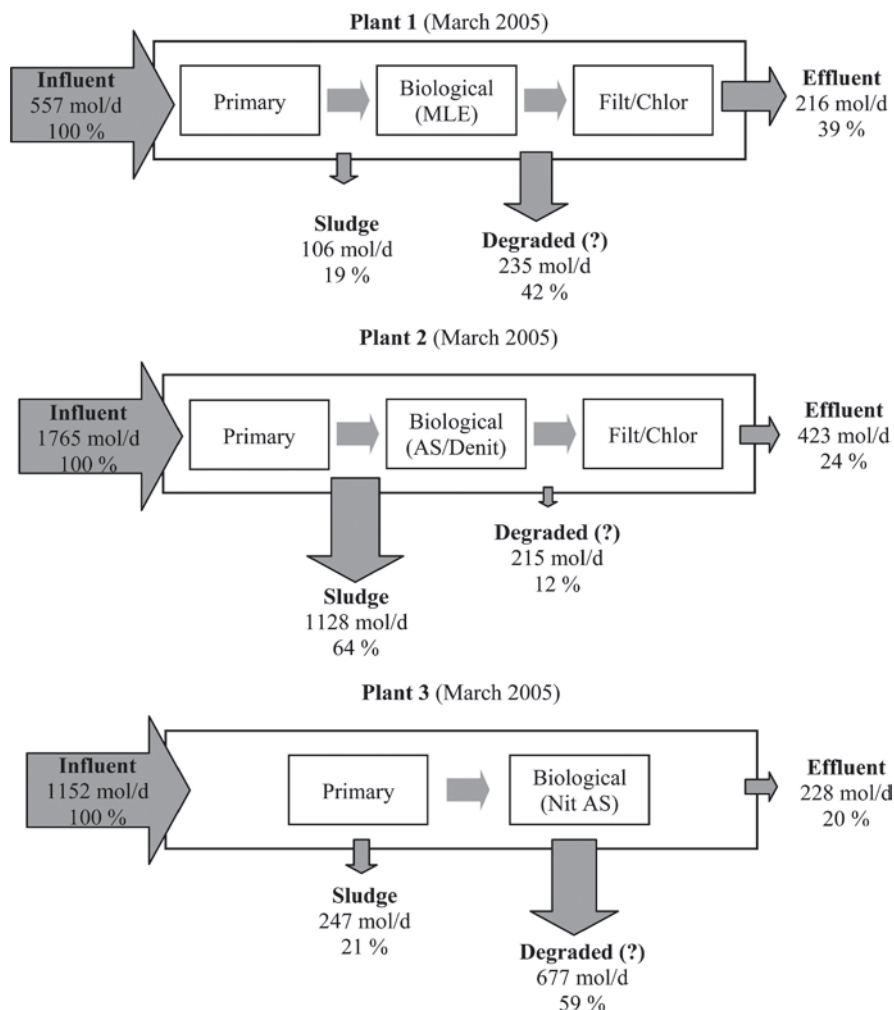 Plant 1 (March 2005)
Influent
557 mol/d
100 %
Primary
Biological
(MLE)
Filt/Chlor
Effluent
216 mol/d
39 %
Sludge
106 mol/d
19 %
Degraded (?)
235 mol/d
42 %
Plant 2 (March 2005)
Influent
1765 mol/d
100 %
Primary
Biological
(AS/Denit)
Filt/Chlor
Effluent
423 mol/d
24 %
Degraded (?)
215 mol/d
12 %
Sludge
1128 mol/d
64 %
Plant 3 (March 2005)
Influent
1152 mol/d
100 %
Primary
Biological
(Nit AS)
Effluent
228 mol/d
20 %
Sludge
247 mol/d
21 %
Degraded (?)
677 mol/d
59 %